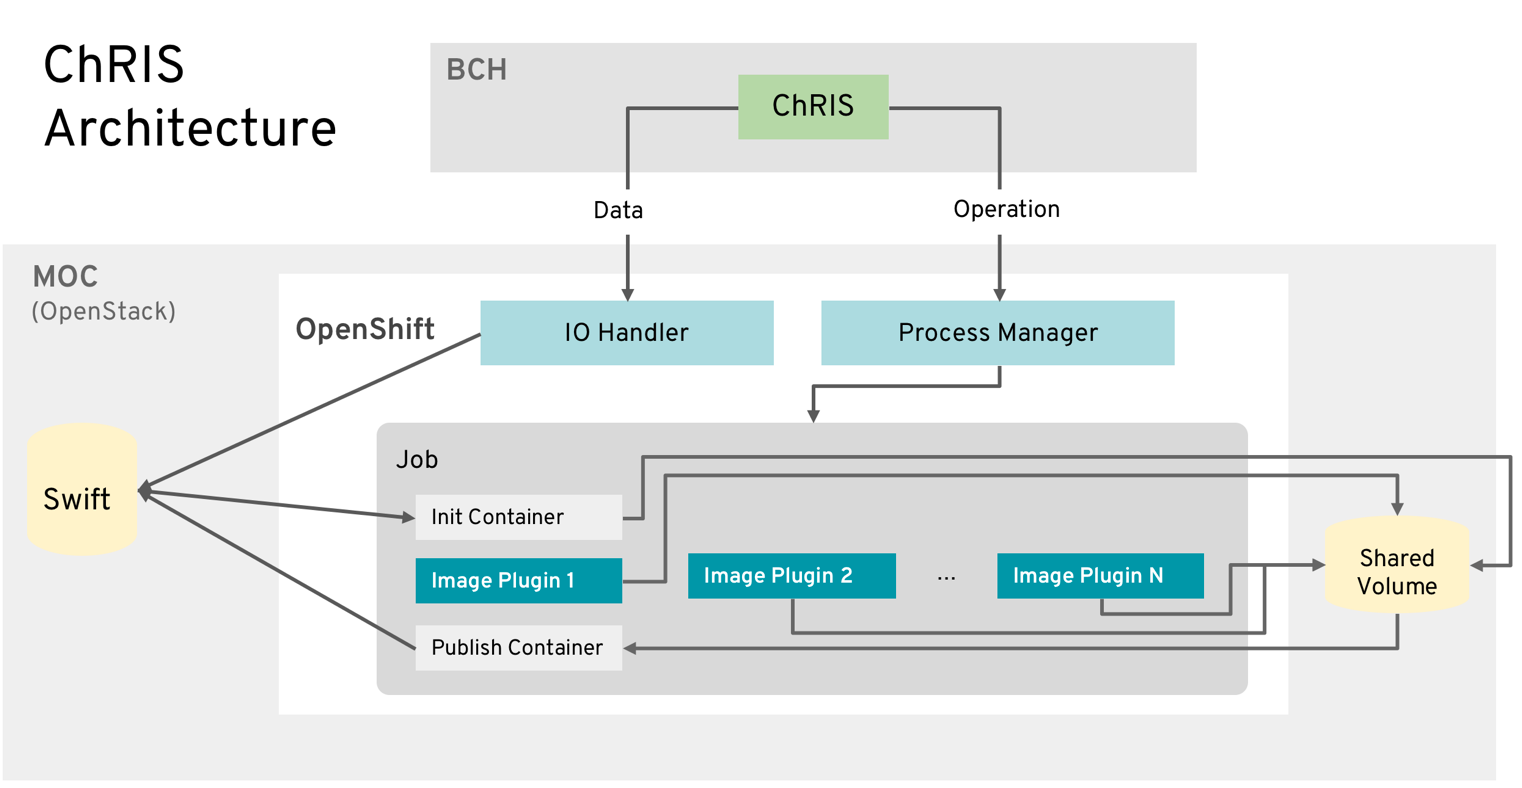 ChRIS
Architecture
BCH
ChRIS
Data
Operation
MOC
(OpenStack)
OpenShift
IO Handler
Process Manager
Job
Swift
Init Container
Image Plugin 1
Image Plugin 2
...
Image Plugin N
Shared
Volume
Publish Container